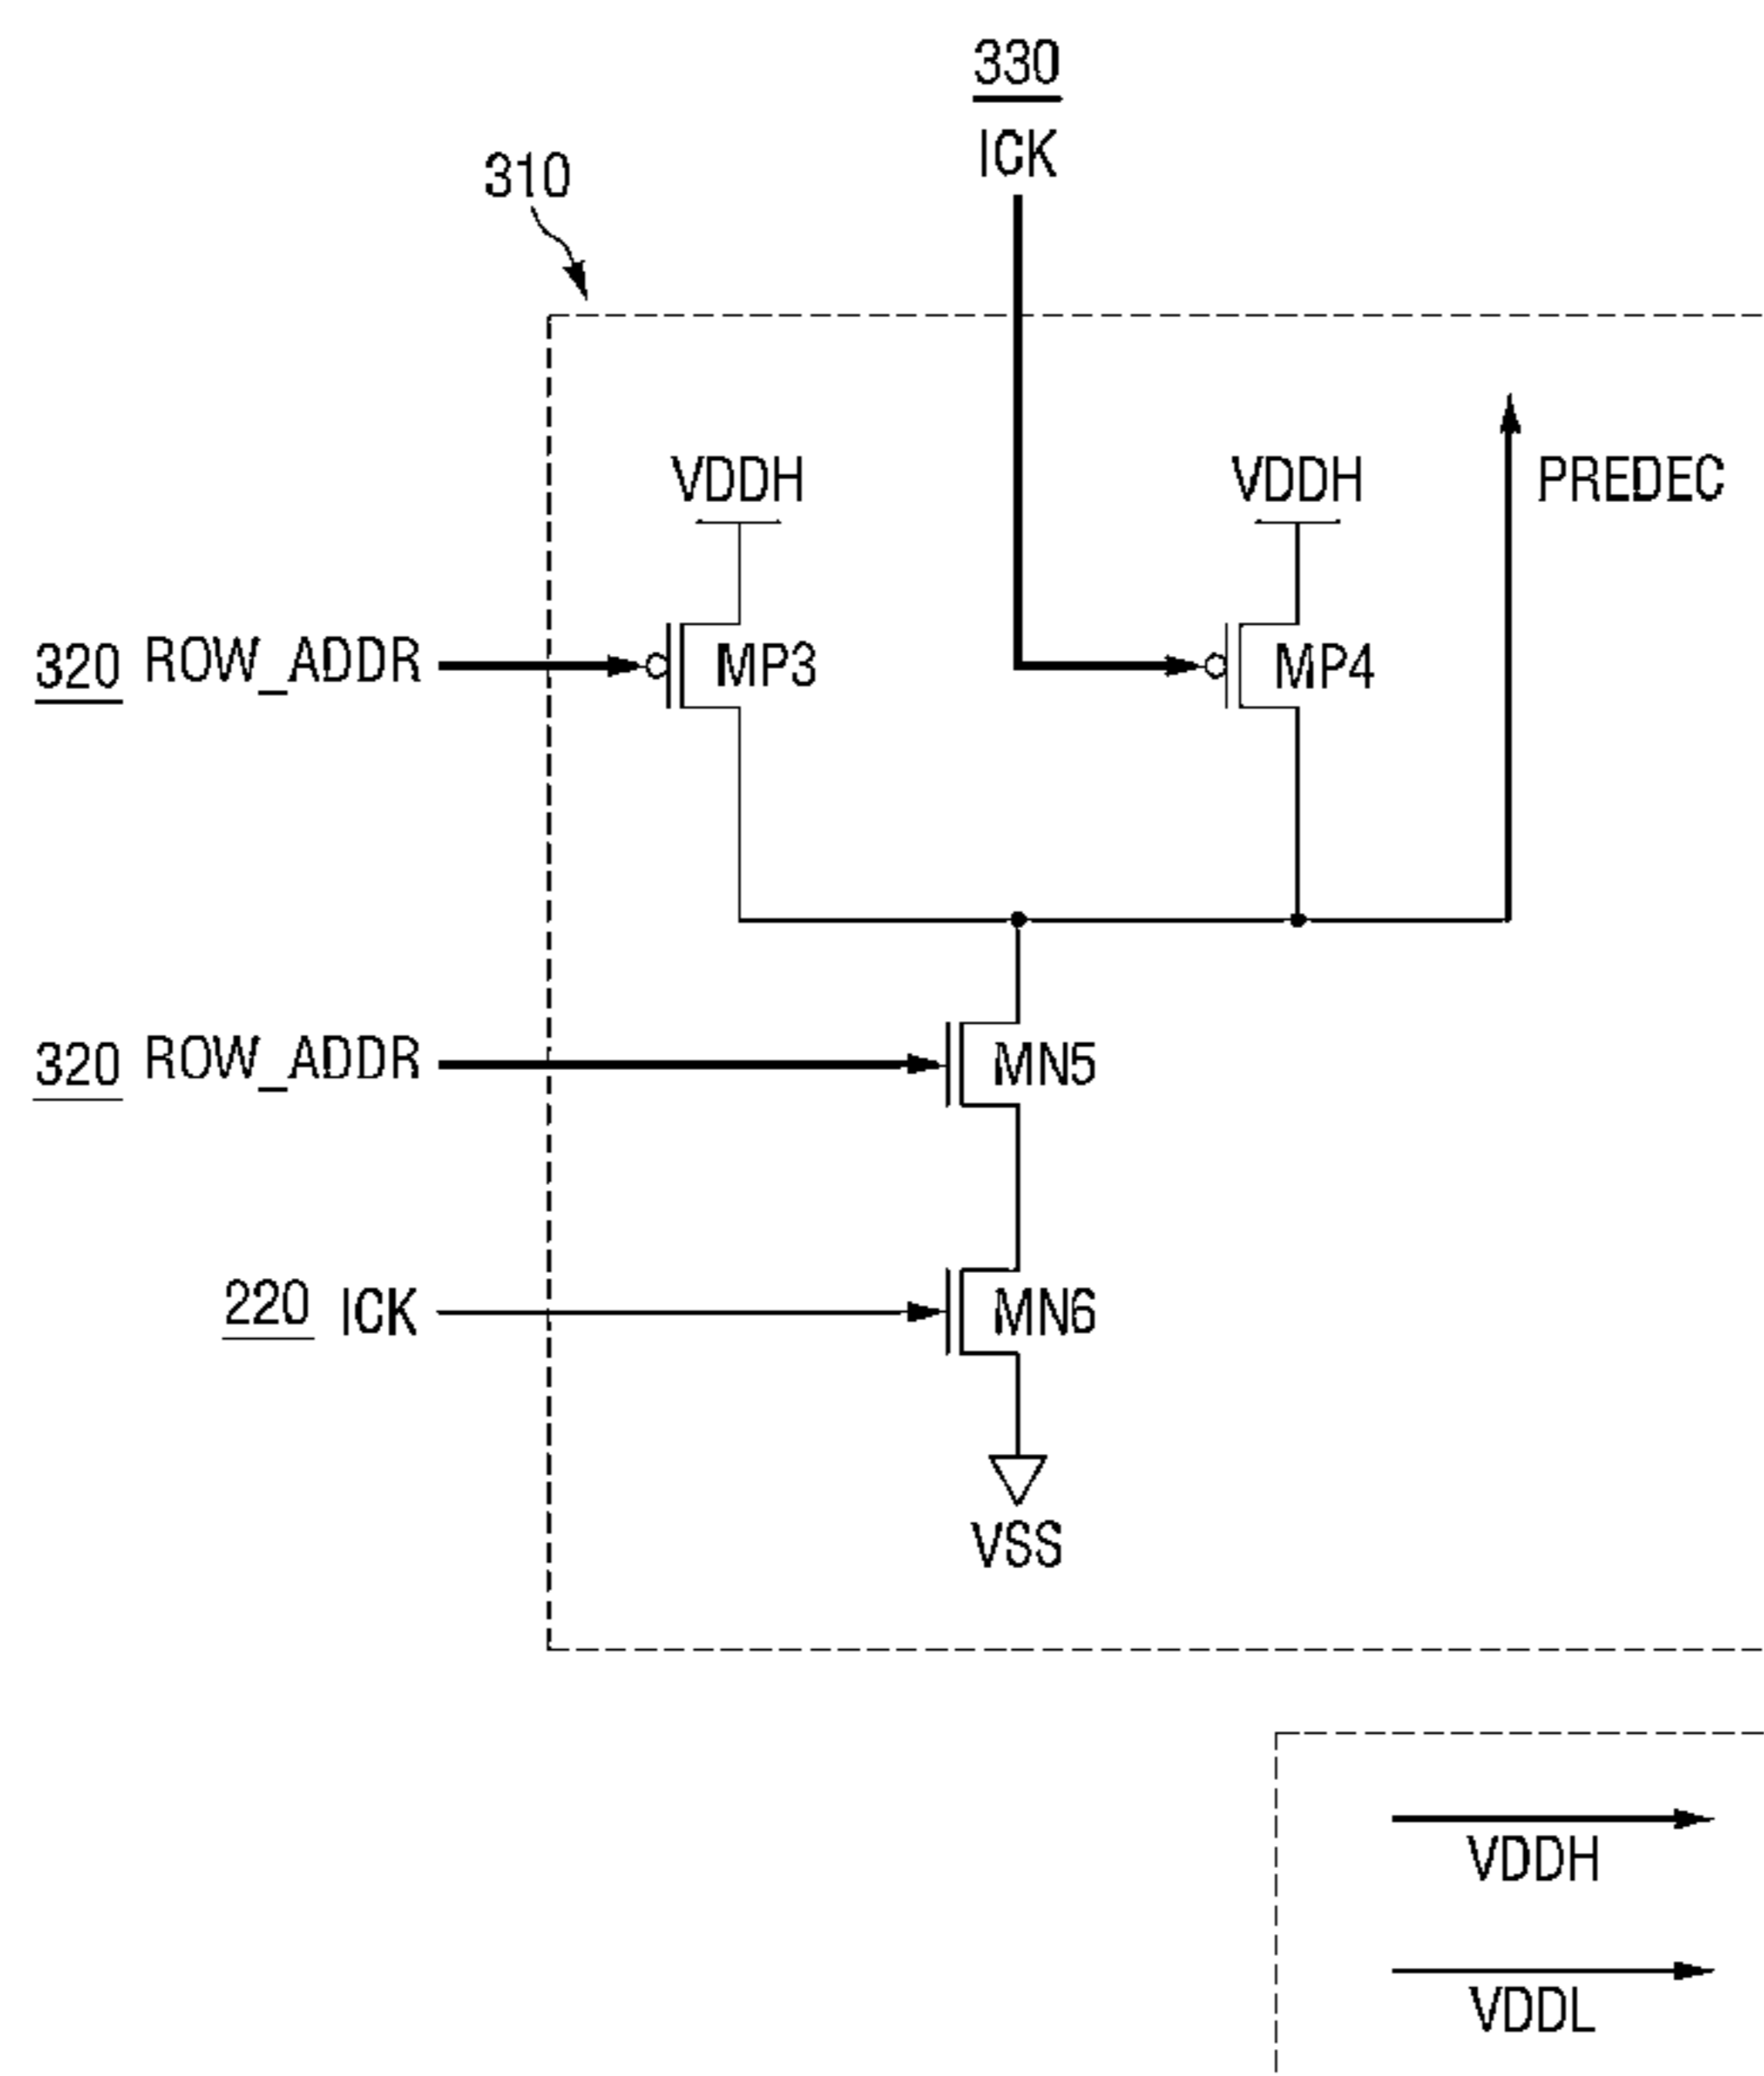 330
ICK
310
VDDH
VDDH
PREDEC
320 ROW_ADDR
MP3
MP4
320 ROW_ADDR
MN5
220 ICK
MN6
VSS
VDDH
VDDL